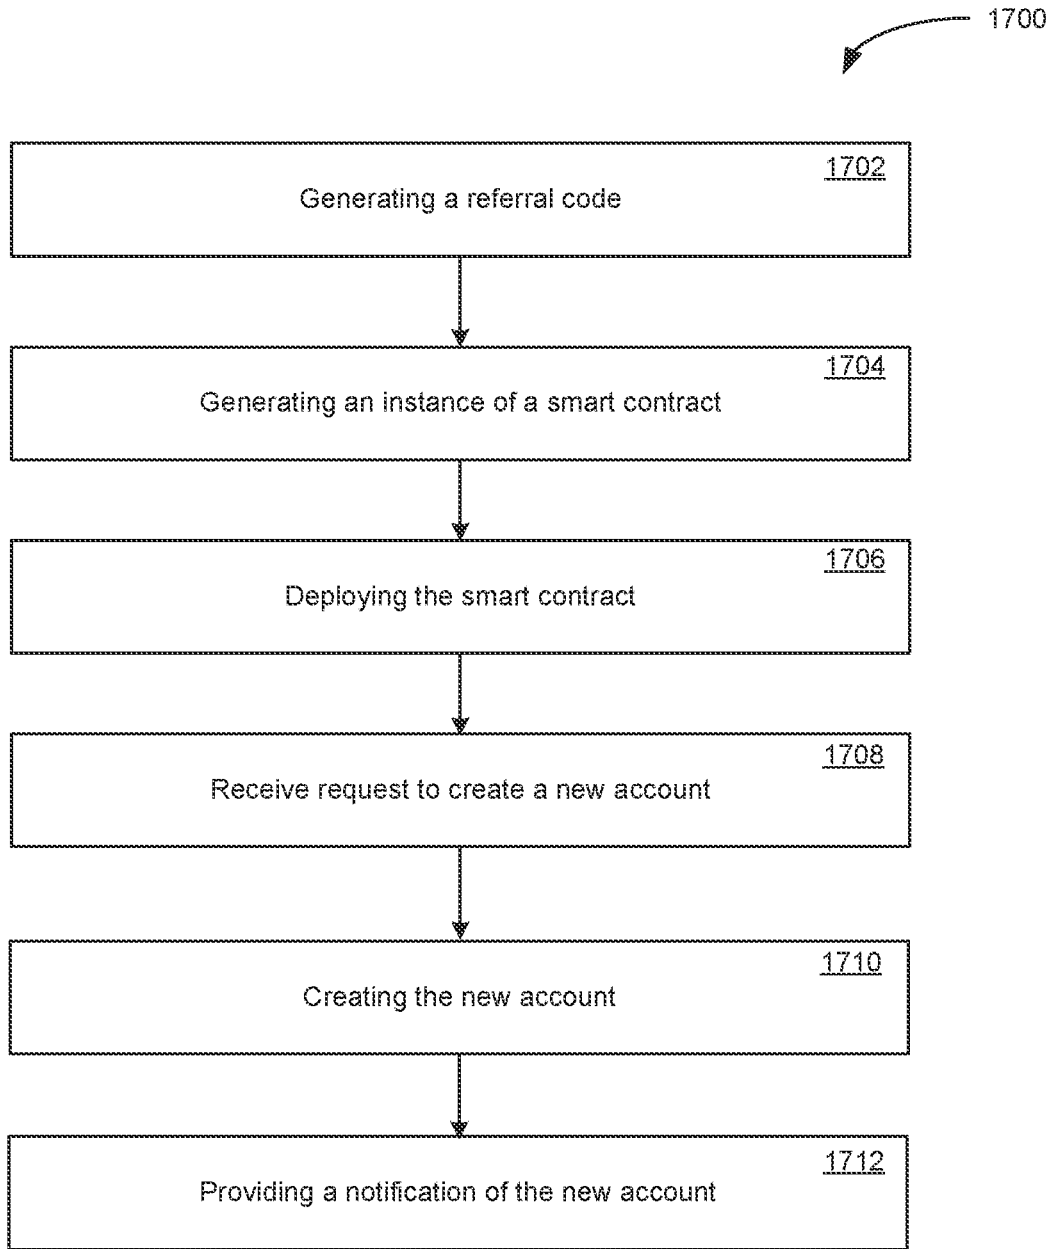 1700
1702
Generating a referral code
1704
Generating an instance of a smart contract
1706
Deploying the smart contract
1708
Receive request to create a new account
1710
Creating the new account
1712
Providing a notification of the new account